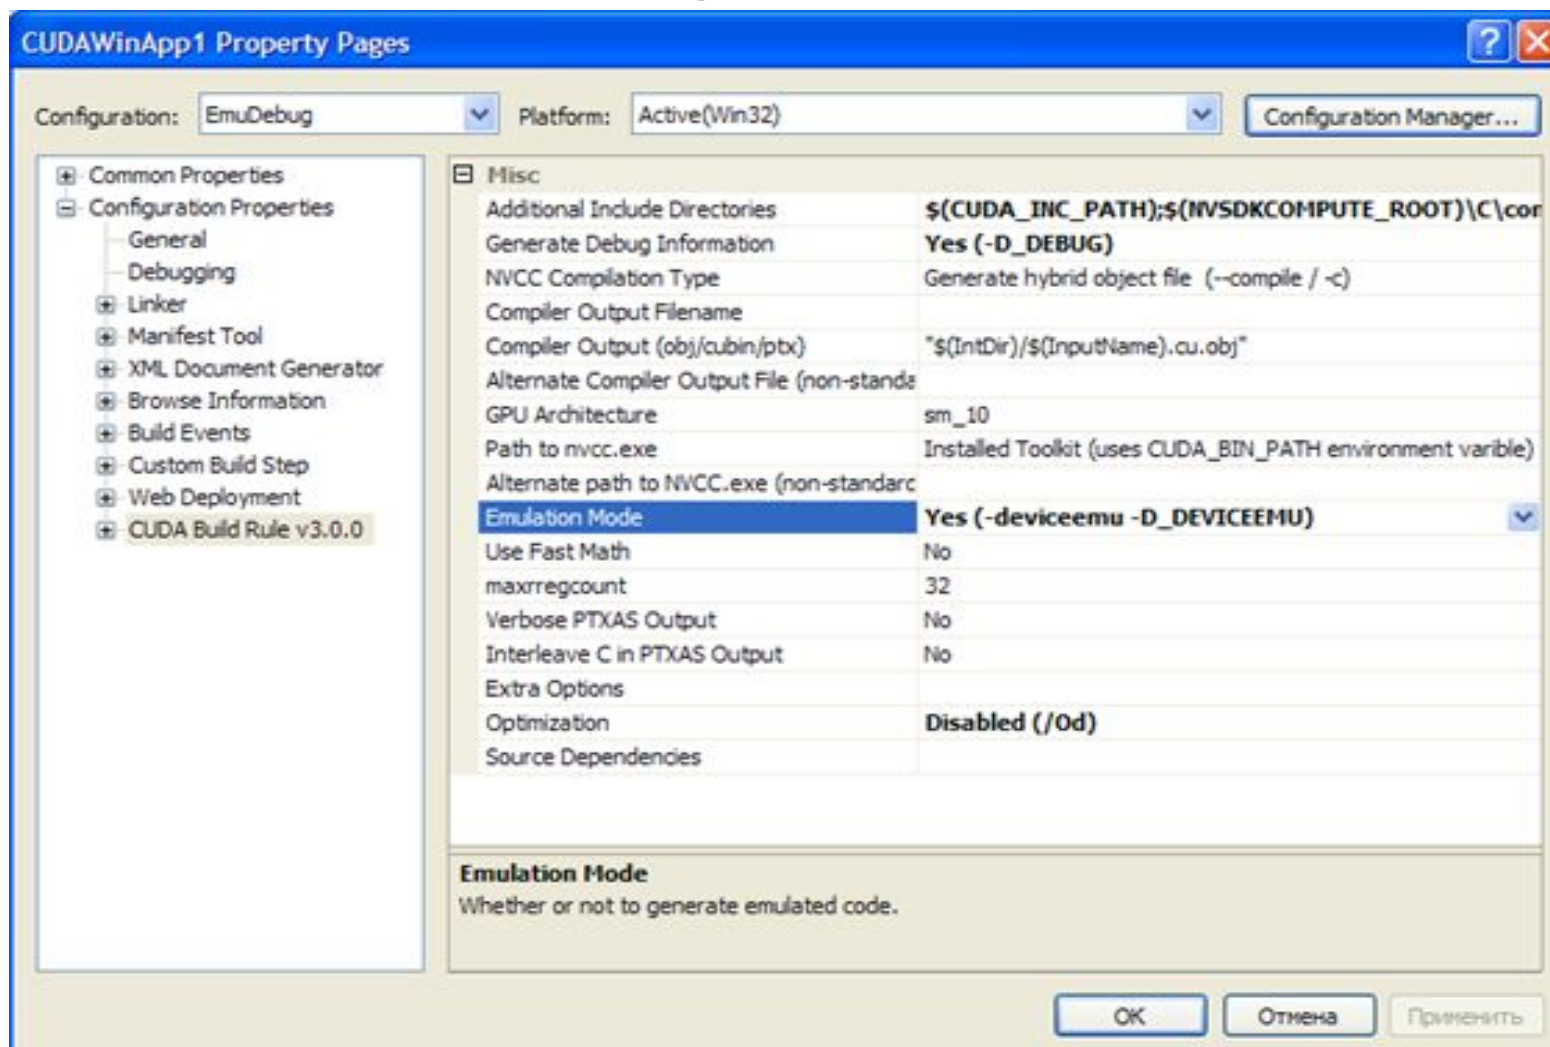 CUDAWinApp1 Property Pages
Configuration: EmuDebug Platform: Active(Win32) Configuration Manager...
Common Properties
Configuration Properties
General
Debugging
Linker
Manifest Tool
XML Document Generator
Browse Information
Build Events
Custom Build Step
Web Deployment
CUDA Build Rule v3.0.0
Misc
Additional Include Directories $(CUDA_INC_PATH);$(NVSDKCOMPUTE_ROOT)\C\cor
Generate Debug Information Yes (-D_DEBUG)
NVCC Compilation Type Generate hybrid object file (--compile / -c)
Compiler Output Filename
Compiler Output (obj/cubin/ptx) "$(IntDir)/$(InputName).cu.obj"
Alternate Compiler Output File (non-standa
GPU Architecture sm_10
Path to nvcc.exe Installed Toolkit (uses CUDA_BIN_PATH environment varible)
Alternate path to NVCC.exe (non-standarc
Emulation Mode Yes (-deviceemu -D_DEVICEEMU)
Use Fast Math No
maxrregcount 32
Verbose PTXAS Output No
Interleave C in PTXAS Output No
Extra Options
Optimization Disabled (/Od)
Source Dependencies
Emulation Mode
Whether or not to generate emulated code.
OK Отмена Применить